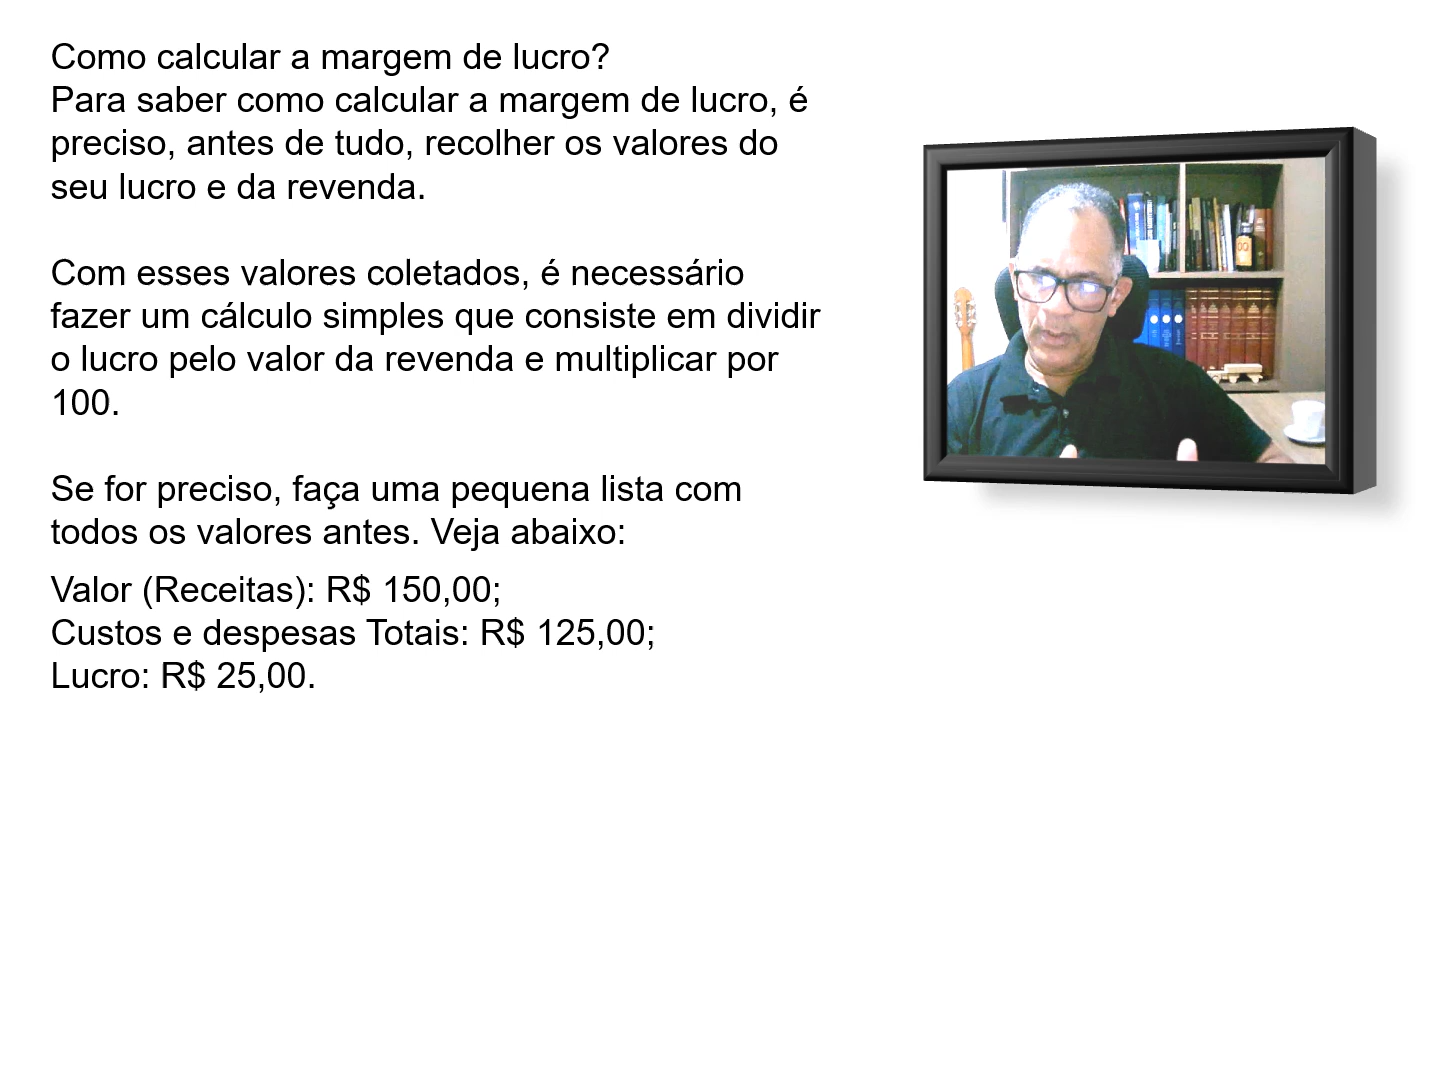 Como calcular a margem de lucro?
Para saber como calcular a margem de lucro, é
preciso, antes de tudo, recolher os valores do
seu lucro e da revenda.
Com esses valores coletados, é necessário
fazer um cálculo simples que consiste em dividir
o lucro pelo valor da revenda e multiplicar por
100.
Se for preciso, faça uma pequena lista com
todos os valores antes. Veja abaixo:
Valor (Receitas): R$ 150,00;
Custos e despesas Totais: R$ 125,00;
Lucro: R$ 25,00.